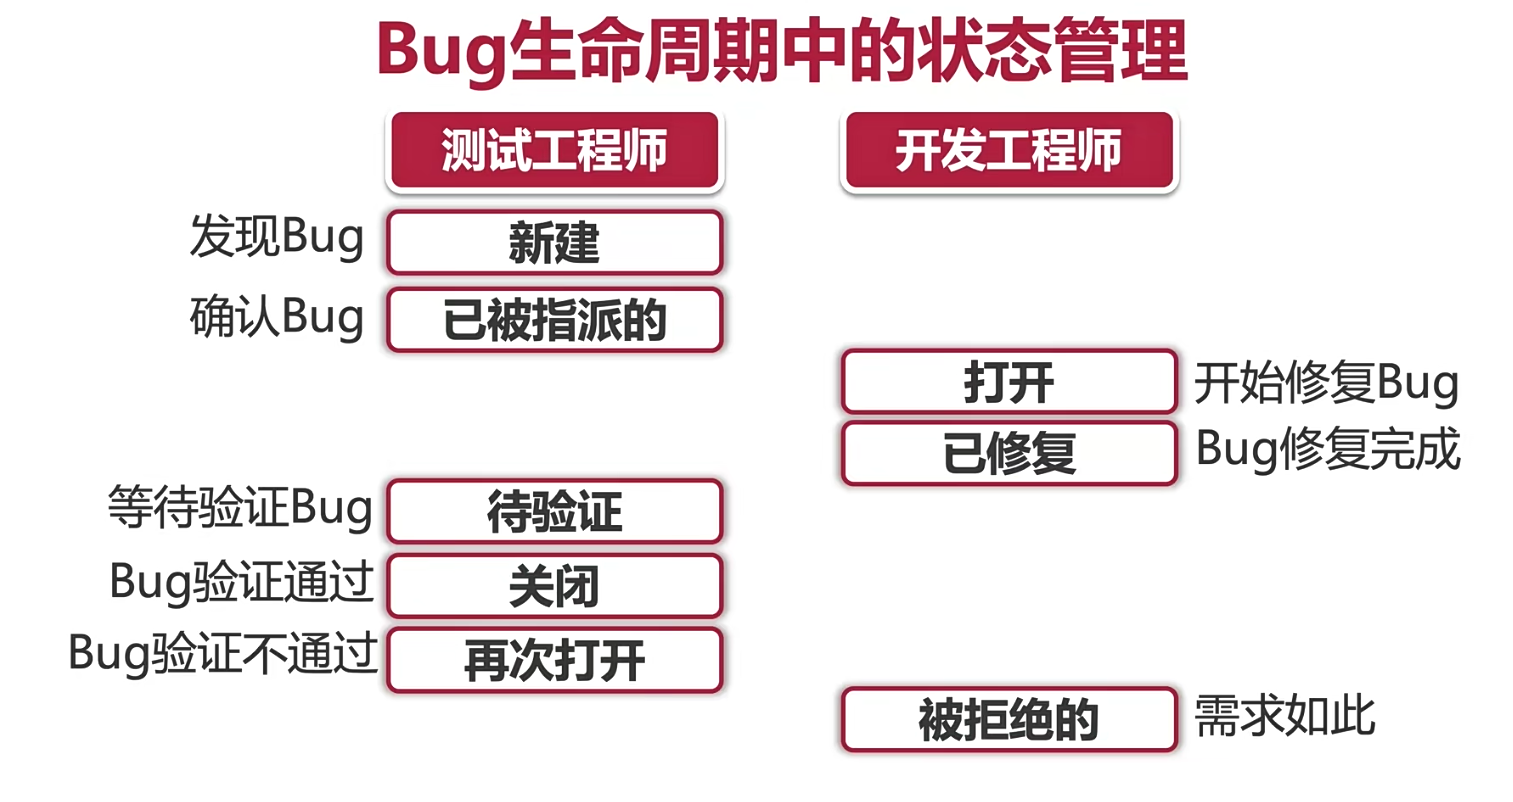 Bug生命周期中的状态管理
测试工程师
开发工程师
发现Bug
新建
确认Bug
已被指派的
打开
开始修复Bug
已修复
Bug修复完成
等待验证Bug
待验证
Bug验证通过
关闭
Bug验证不通过
再次打开
被拒绝的
需求如此